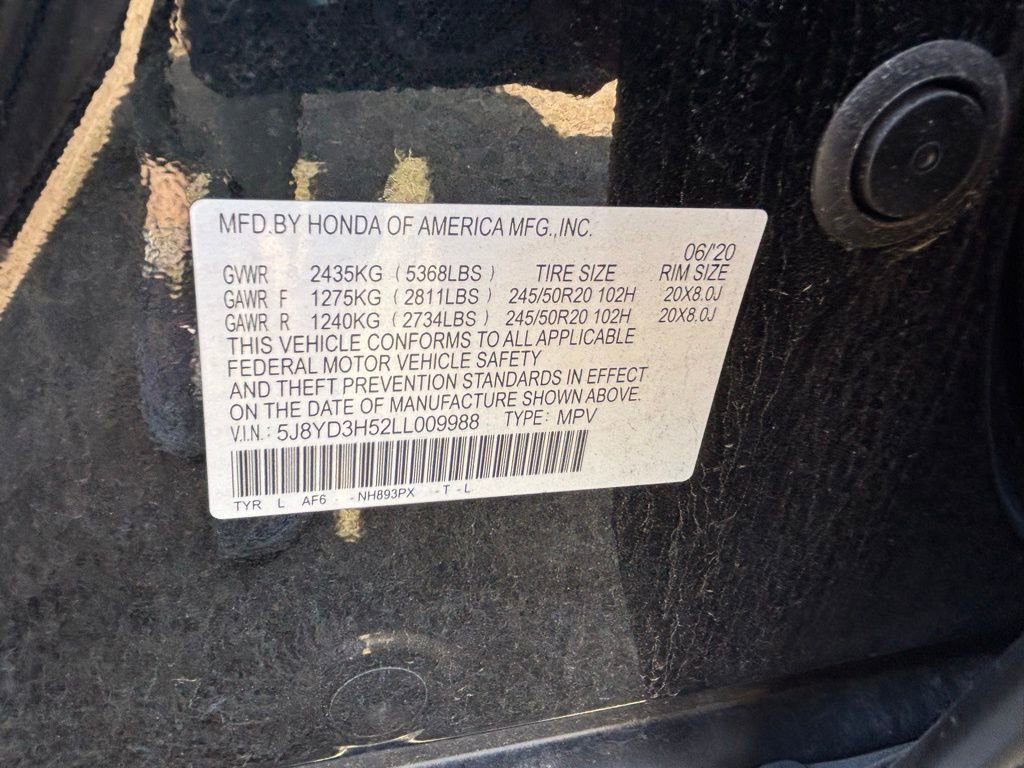 MFD. BY HONDA OF AMERICA MFG., INC.
06/'20
GVWR 2435KG ( 5368LBS ) TIRE SIZE RIM SIZE
GAWR F 1275KG ( 2811LBS ) 245/50R20 102H 20X8.0J
GAWR R 1240KG ( 2734LBS ) 245/50R20 102H 20X8.0J
THIS VEHICLE CONFORMS TO ALL APPLICABLE
FEDERAL MOTOR VEHICLE SAFETY
AND THEFT PREVENTION STANDARDS IN EFFECT
ON THE DATE OF MANUFACTURE SHOWN ABOVE.
V.I.N.: 5J8YD3H52LL009988 TYPE: MPV
TYR L AF6 -NH893PX -T -L